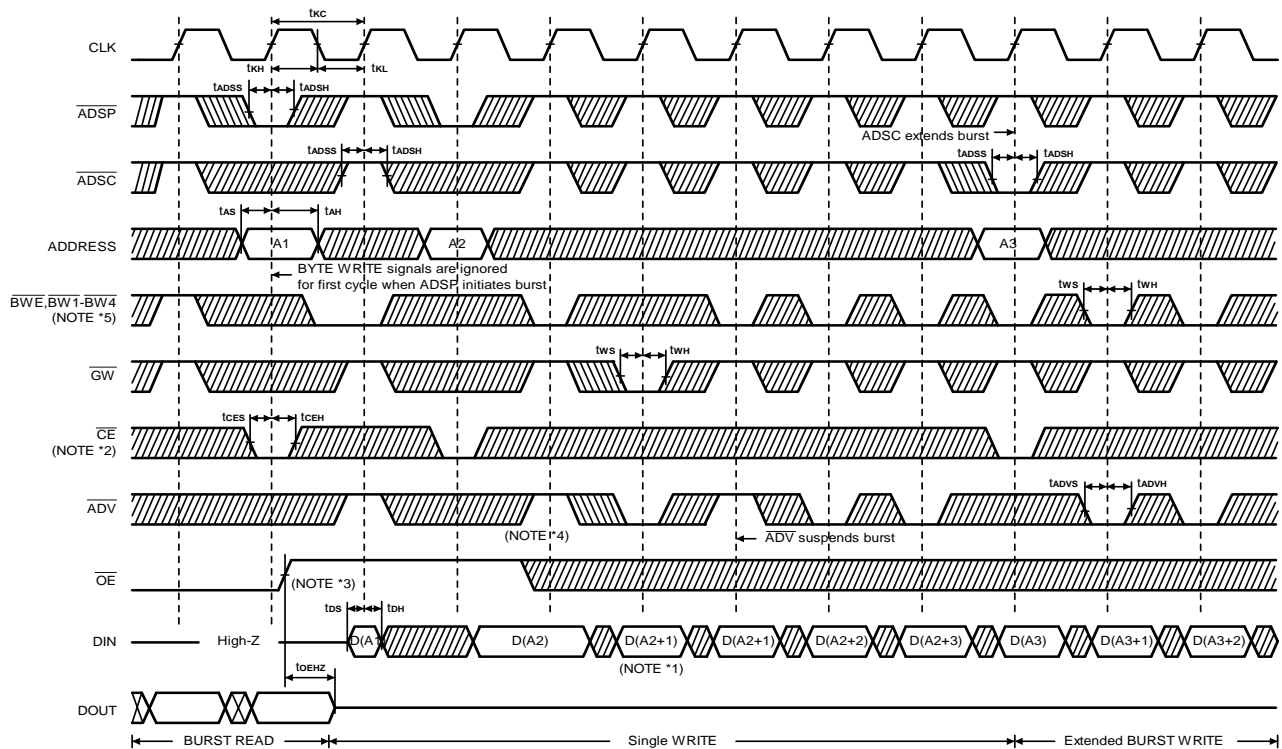 tKC
CLK
tKH
tKL
tADSS
tADSH
ADSP
ADSC extends burst
tADSS
tADSH
tADSS
tADSH
ADSC
tAS
tAH
ADDRESS
A1
A2
A3
BYTE WRITE signals are ignored
for first cycle when ADSP initiates burst
BWE,BW1-BW4
(NOTE *5)
tWS
tWH
tWS
tWH
GW
tCES
tCEH
CE
(NOTE *2)
tADVS
tADVH
ADV
(NOTE *4)
ADV suspends burst
OE
(NOTE *3)
tDS
tDH
DIN
High-Z
D(A1
D(A2)
D(A2+1)
D(A2+1)
D(A2+2)
D(A2+3)
D(A3)
D(A3+1)
D(A3+2)
(NOTE *1)
tOEHZ
DOUT
BURST READ
Single WRITE
Extended BURST WRITE